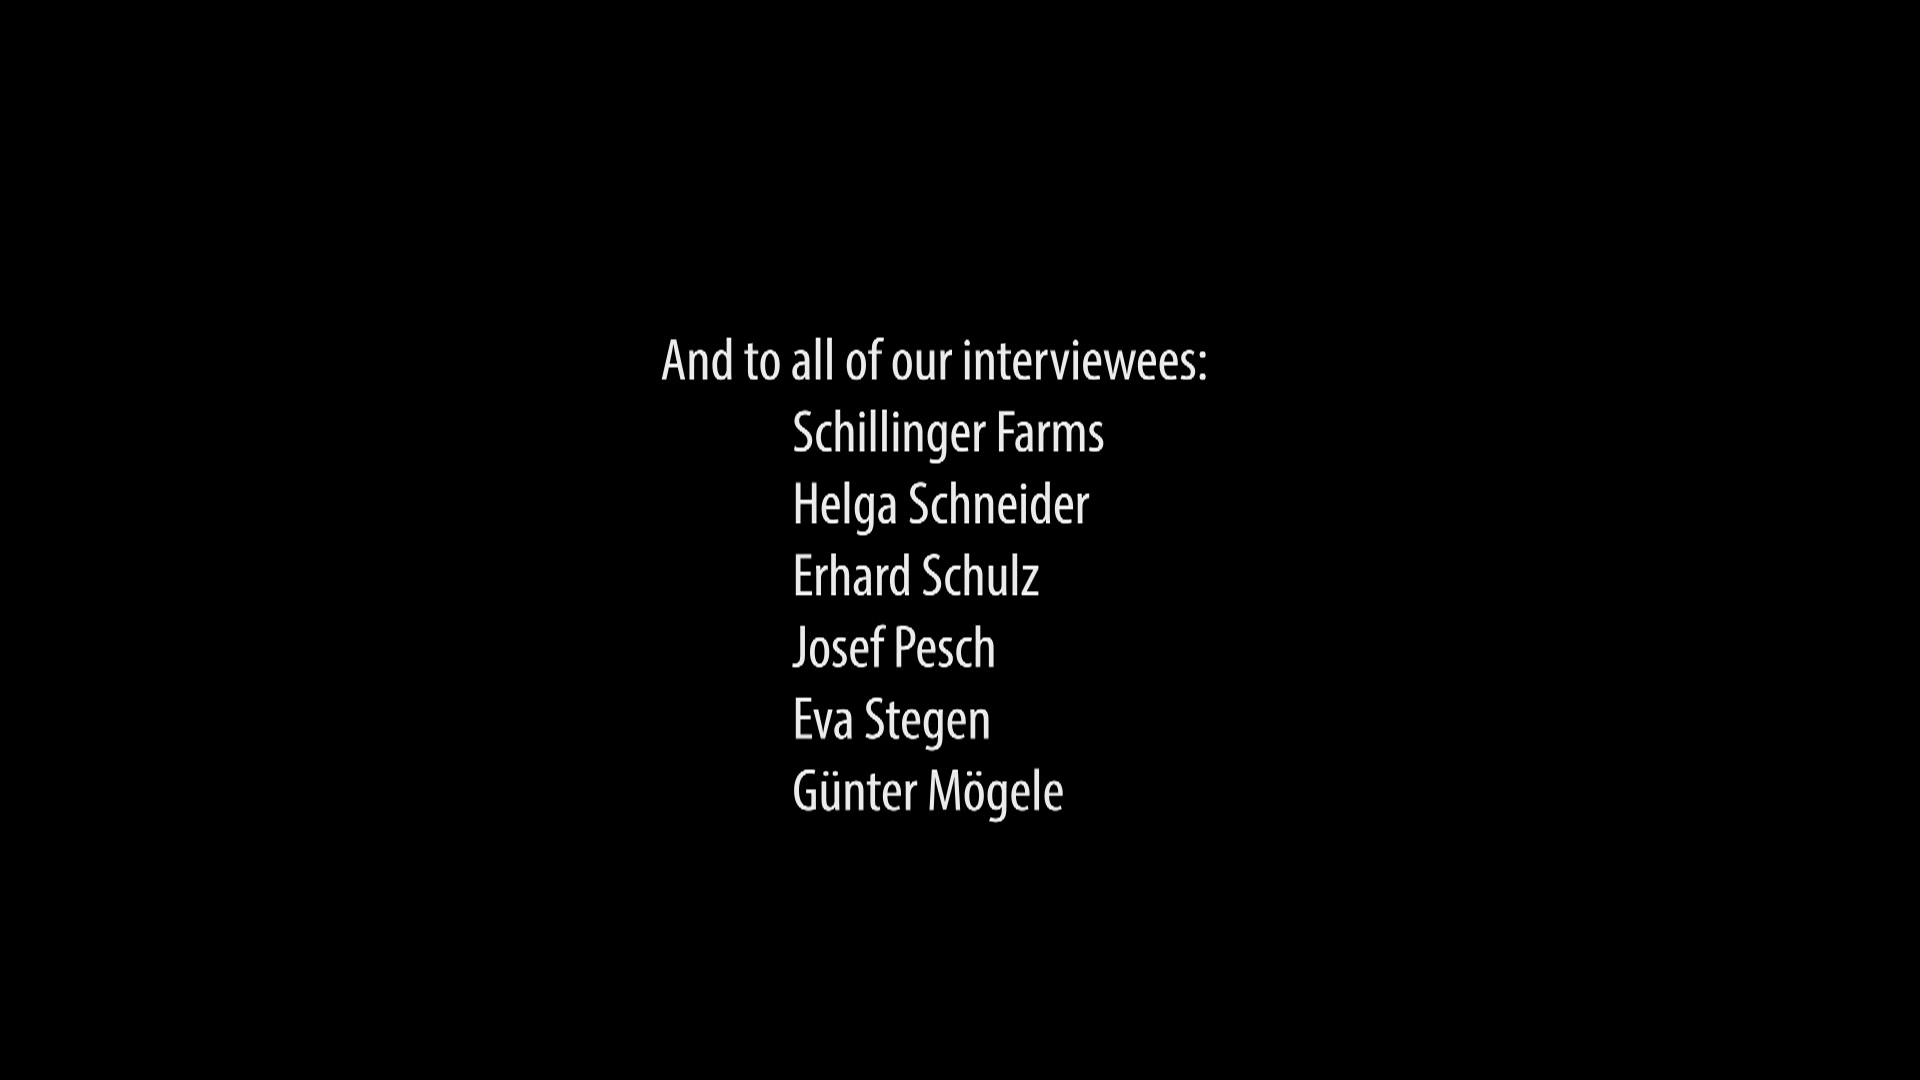 And to all of our interviewees:
Schillinger Farms
Helga Schneider
Erhard Schulz
Josef Pesch
Eva Stegen
Günter Mögele